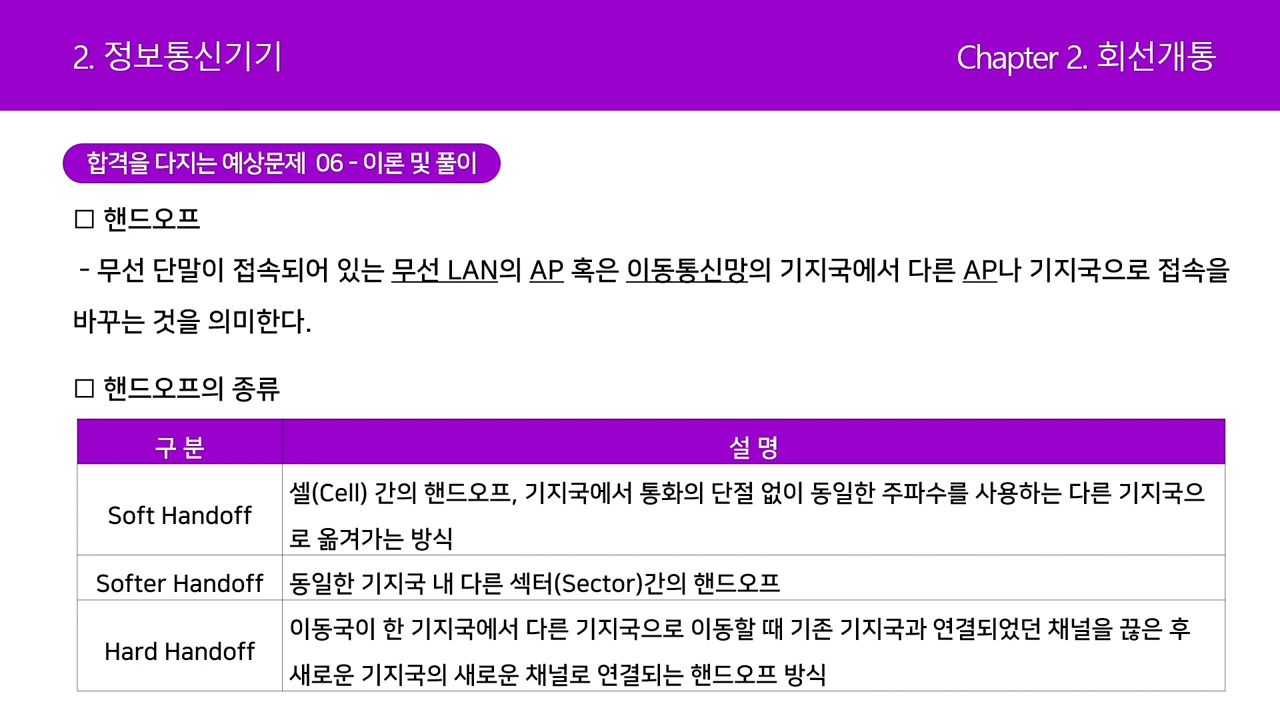 2. 정보통신기기
Chapter 2. 회선개통
합격을 다지는 예상문제 06 - 이론 및 풀이
□ 핸드오프
- 무선 단말이 접속되어 있는 무선 LAN의 AP 혹은 이동통신망의 기지국에서 다른 AP나 기지국으로 접속을
바꾸는 것을 의미한다.
□ 핸드오프의 종류
구 분
설 명
Soft Handoff
셀(Cell) 간의 핸드오프, 기지국에서 통화의 단절 없이 동일한 주파수를 사용하는 다른 기지국으
로 옮겨가는 방식
Softer Handoff
동일한 기지국 내 다른 섹터(Sector)간의 핸드오프
Hard Handoff
이동국이 한 기지국에서 다른 기지국으로 이동할 때 기존 기지국과 연결되었던 채널을 끊은 후
새로운 기지국의 새로운 채널로 연결되는 핸드오프 방식